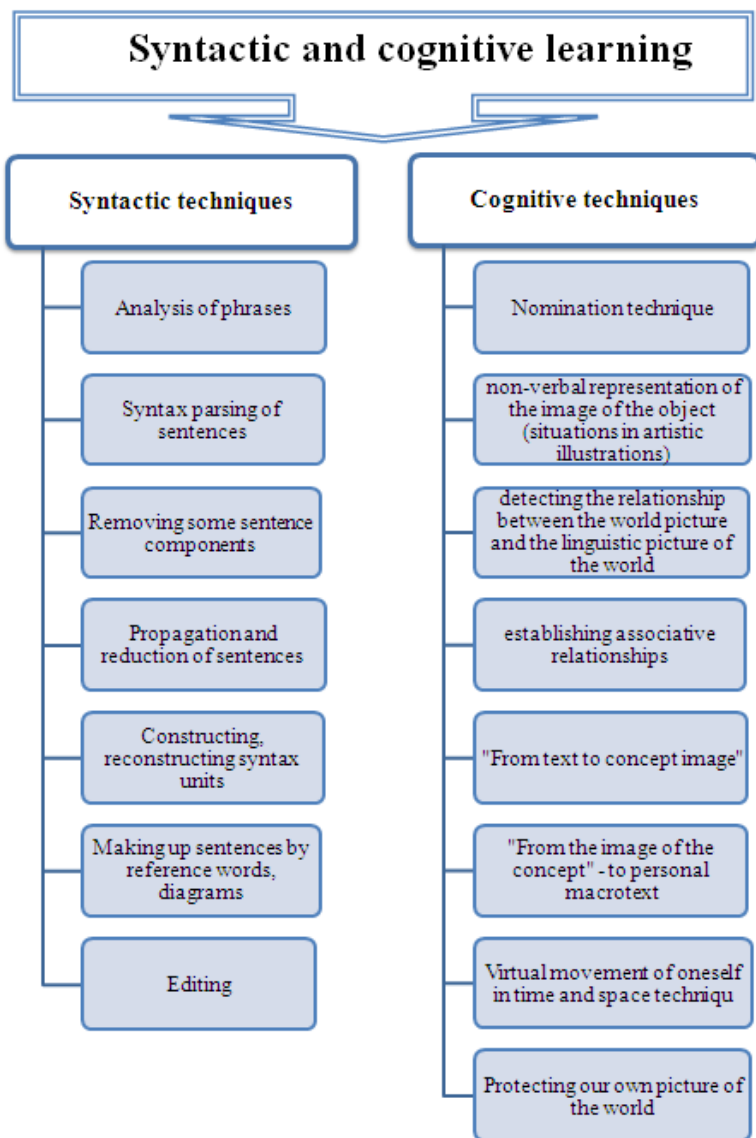 Syntactic and cognitive learning
Syntactic techniques
Analysis of phrases
Syntax parsing of
sentences
Removing some sentence
components
Propagation and
reduction of sentences
Constructing,
reconstructing syntax
units
Making up sentences by
reference words,
diagrams
Editing
Cognitive techniques
Nomination technique
non-verbal representation of
the image of the object
(situations in artistic
illustrations)
detecting the relationship
between the world picture
and the linguistic picture of
the world
establishing associative
relationships
"From text to concept image"
"From the image of the
concept" - to personal
macrotext
Virtual movement of oneself
in time and space techniqu
Protecting our own picture of
the world